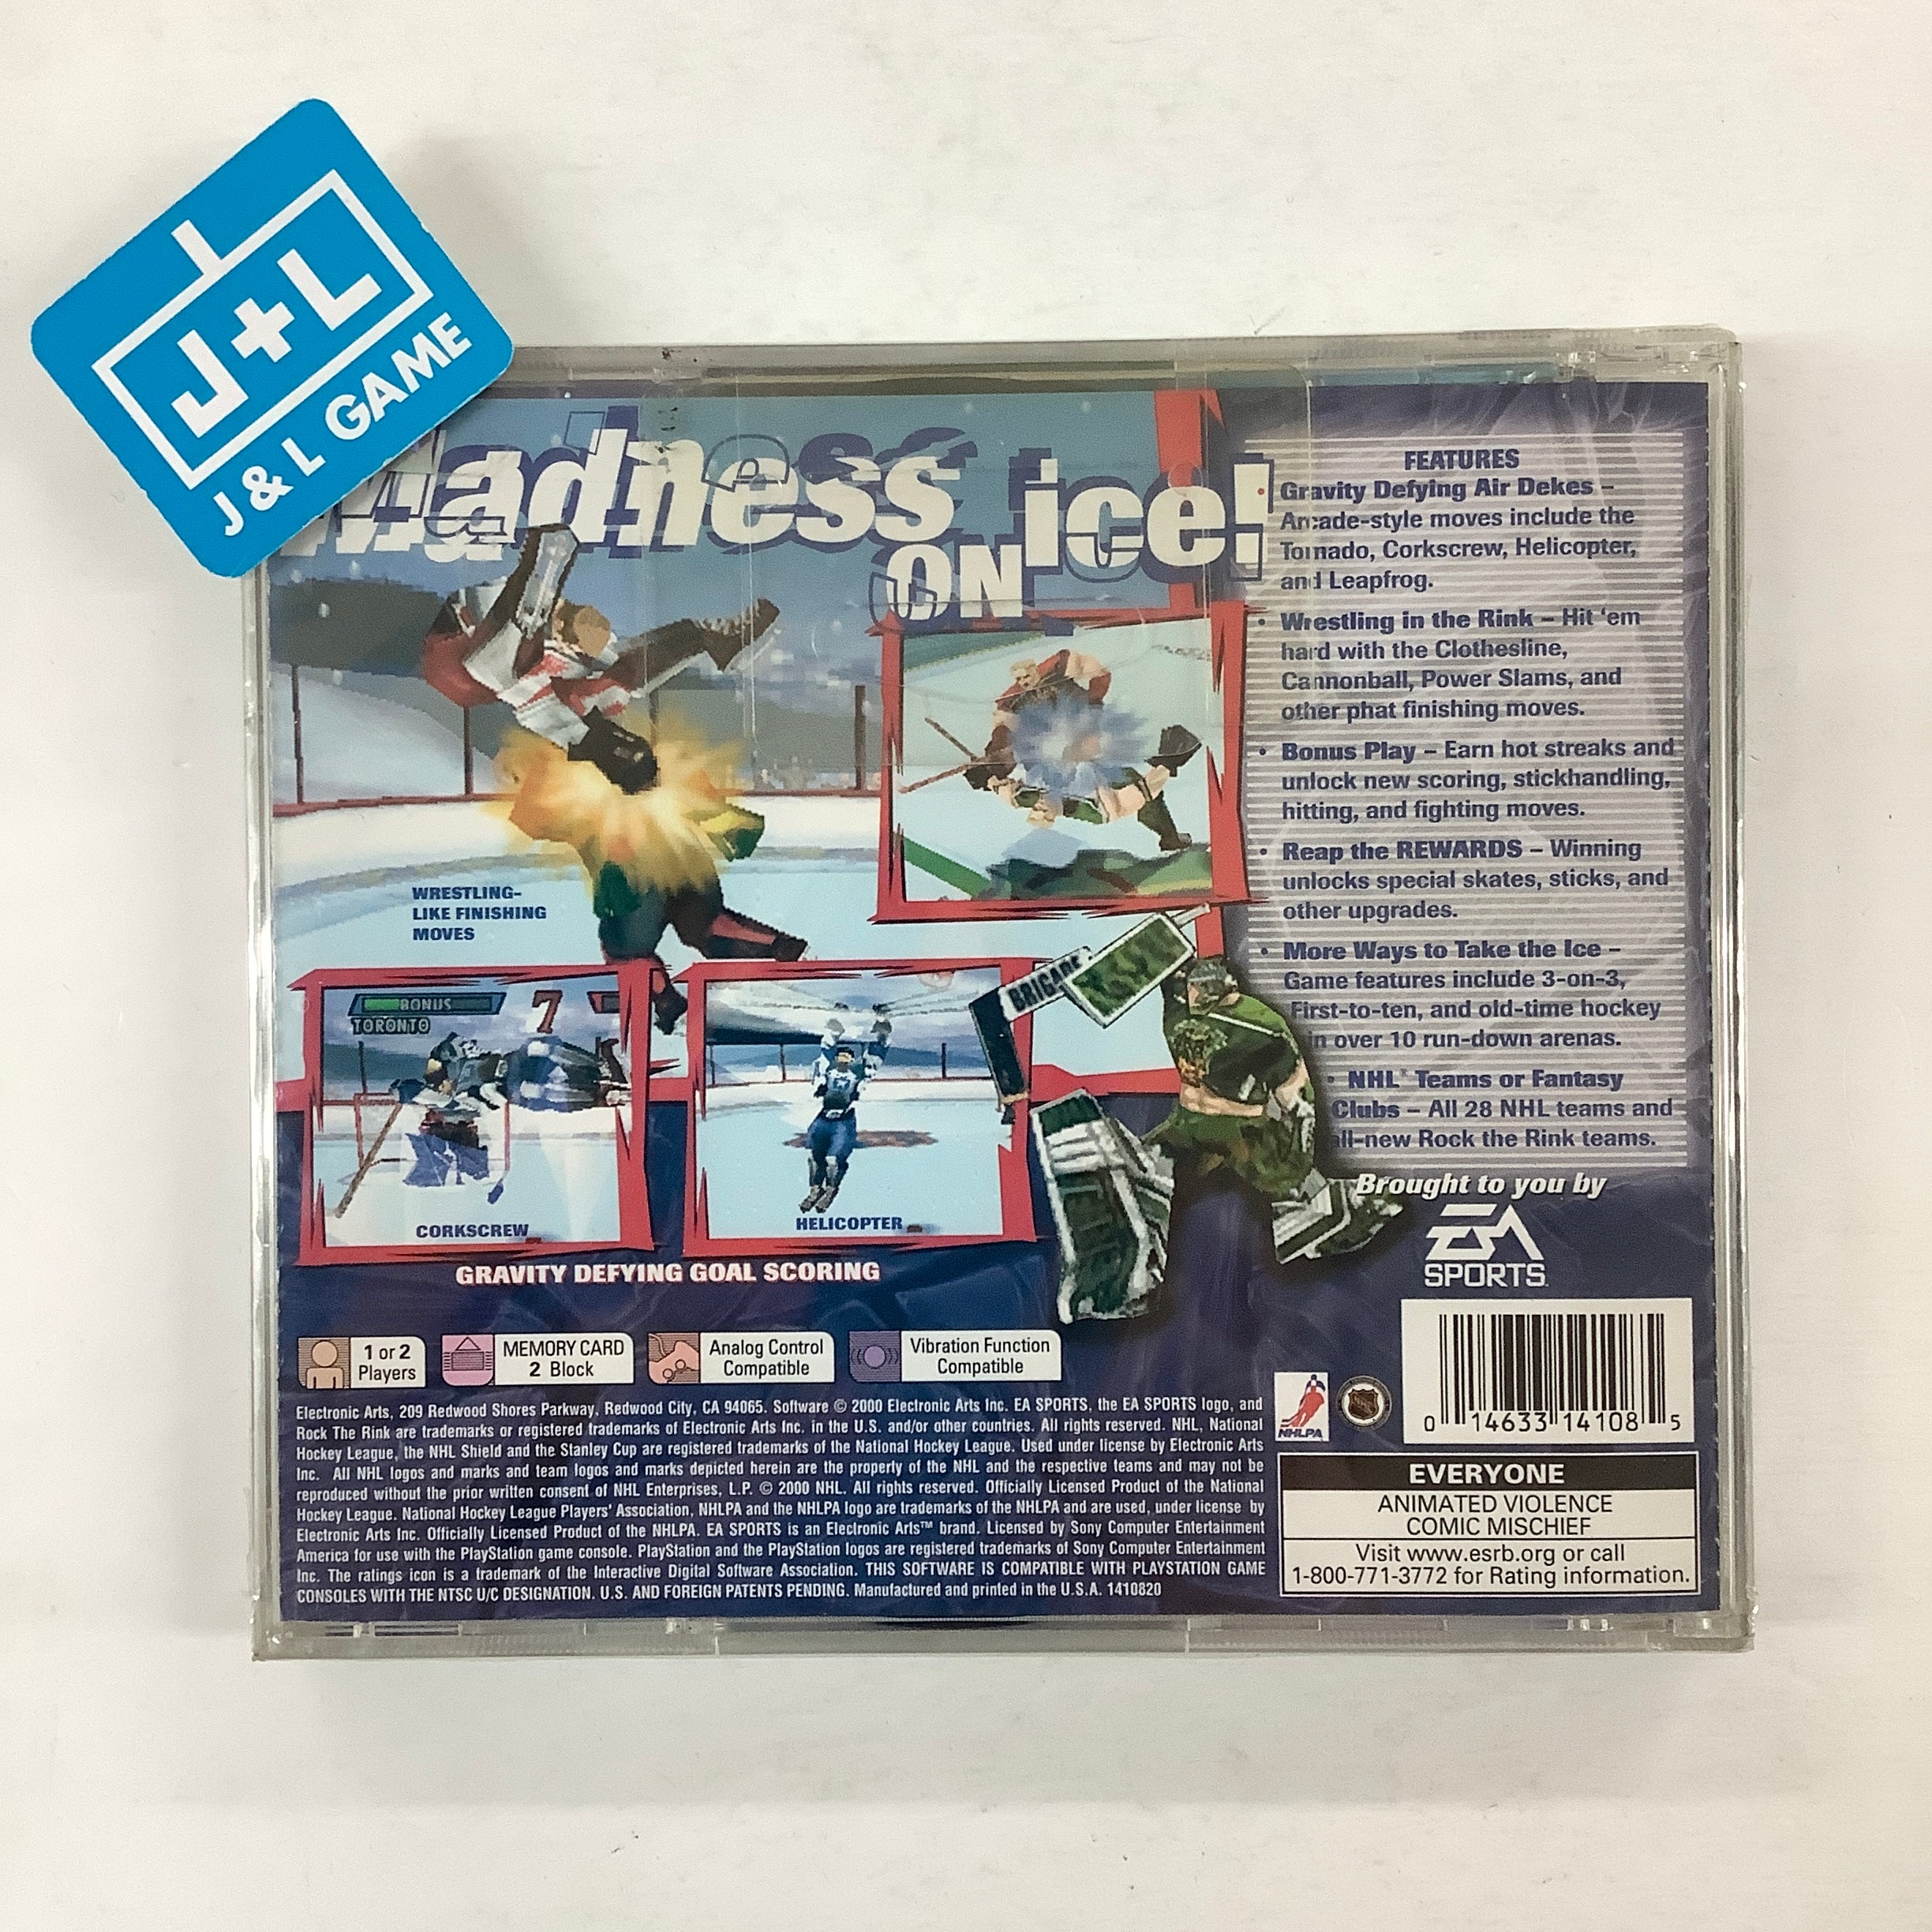 J+L
J & L GAME
Madness
ON ice!
WRESTLING-
LIKE FINISHING
MOVES
BONUS
TORONTO
7
CORKSCREW
HELICOPTER
BRIGADE
GRAVITY DEFYING GOAL SCORING
FEATURES
Gravity Defying Air Dekes –
Arcade-style moves include the
Tornado, Corkscrew, Helicopter,
and Leapfrog.
• Wrestling in the Rink – Hit ‘em
hard with the Clothesline,
Cannonball, Power Slams, and
other phat finishing moves.
• Bonus Play – Earn hot streaks and
unlock new scoring, stickhandling,
hitting, and fighting moves.
• Reap the REWARDS – Winning
unlocks special skates, sticks, and
other upgrades.
• More Ways to Take the Ice –
Game features include 3-on-3,
First-to-ten, and old-time hockey
in over 10 run-down arenas.
• NHL® Teams or Fantasy
Clubs – All 28 NHL teams and
all-new Rock the Rink teams.
Brought to you by
EA
SPORTS
1 or 2
Players
MEMORY CARD
2 Block
Analog Control
Compatible
Vibration Function
Compatible
Electronic Arts, 209 Redwood Shores Parkway, Redwood City, CA 94065. Software © 2000 Electronic Arts Inc. EA SPORTS, the EA SPORTS logo, and
Rock The Rink are trademarks or registered trademarks of Electronic Arts Inc. in the U.S. and/or other countries. All rights reserved. NHL, National
Hockey League, the NHL Shield and the Stanley Cup are registered trademarks of the National Hockey League. Used under license by Electronic Arts
Inc. All NHL logos and marks and team logos and marks depicted herein are the property of the NHL and the respective teams and may not be
reproduced without the prior written consent of NHL Enterprises, L.P. © 2000 NHL. All rights reserved. Officially Licensed Product of the National
Hockey League. National Hockey League Players' Association, NHLPA and the NHLPA logo are trademarks of the NHLPA and are used, under license by
Electronic Arts Inc. Officially Licensed Product of the NHLPA. EA SPORTS is an Electronic Arts™ brand. Licensed by Sony Computer Entertainment
America for use with the PlayStation game console. PlayStation and the PlayStation logos are registered trademarks of Sony Computer Entertainment
Inc. The ratings icon is a trademark of the Interactive Digital Software Association. THIS SOFTWARE IS COMPATIBLE WITH PLAYSTATION GAME
CONSOLES WITH THE NTSC U/C DESIGNATION. U.S. AND FOREIGN PATENTS PENDING. Manufactured and printed in the U.S.A. 1410820
NHLPA
0 14633 14108 5
EVERYONE
ANIMATED VIOLENCE
COMIC MISCHIEF
Visit www.esrb.org or call
1-800-771-3772 for Rating information.